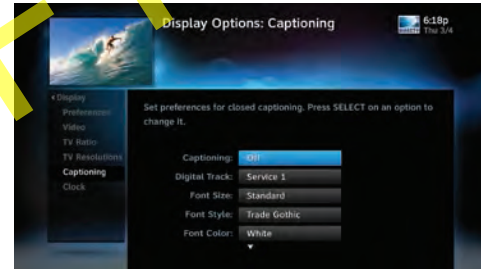 Display Options: Captioning
6:18p
DIRECTV
Thu 3/4
Display
Preferences
Video
TV Ratio
TV Resolutions
Captioning
Clock
Set preferences for closed captioning. Press SELECT on an option to
change it.
Captioning: Off
Digital Track: Service 1
Font Size: Standard
Font Style: Trade Gothic
Font Color: White